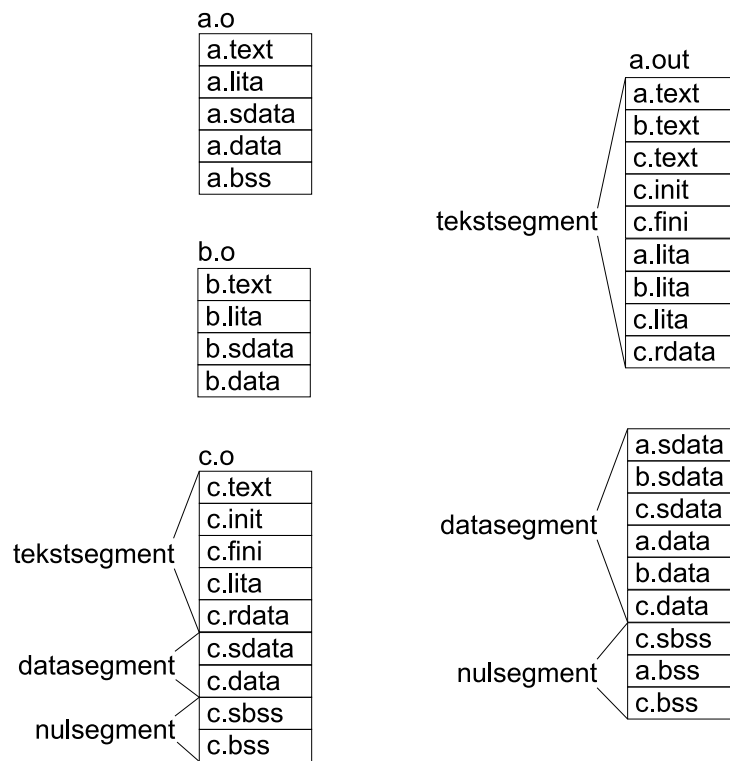 a.o
a.text
a.lita
a.sdata
a.data
a.bss
b.o
b.text
b.lita
b.sdata
b.data
c.o
c.text
c.init
c.fini
c.lita
c.rdata
c.sdata
c.data
c.sbss
c.bss
tekstsegment
datasegment
nulsegment
a.out
a.text
b.text
c.text
c.init
c.fini
a.lita
b.lita
c.lita
c.rdata
tekstsegment
a.sdata
b.sdata
c.sdata
a.data
b.data
c.data
c.sbss
a.bss
c.bss
datasegment
nulsegment